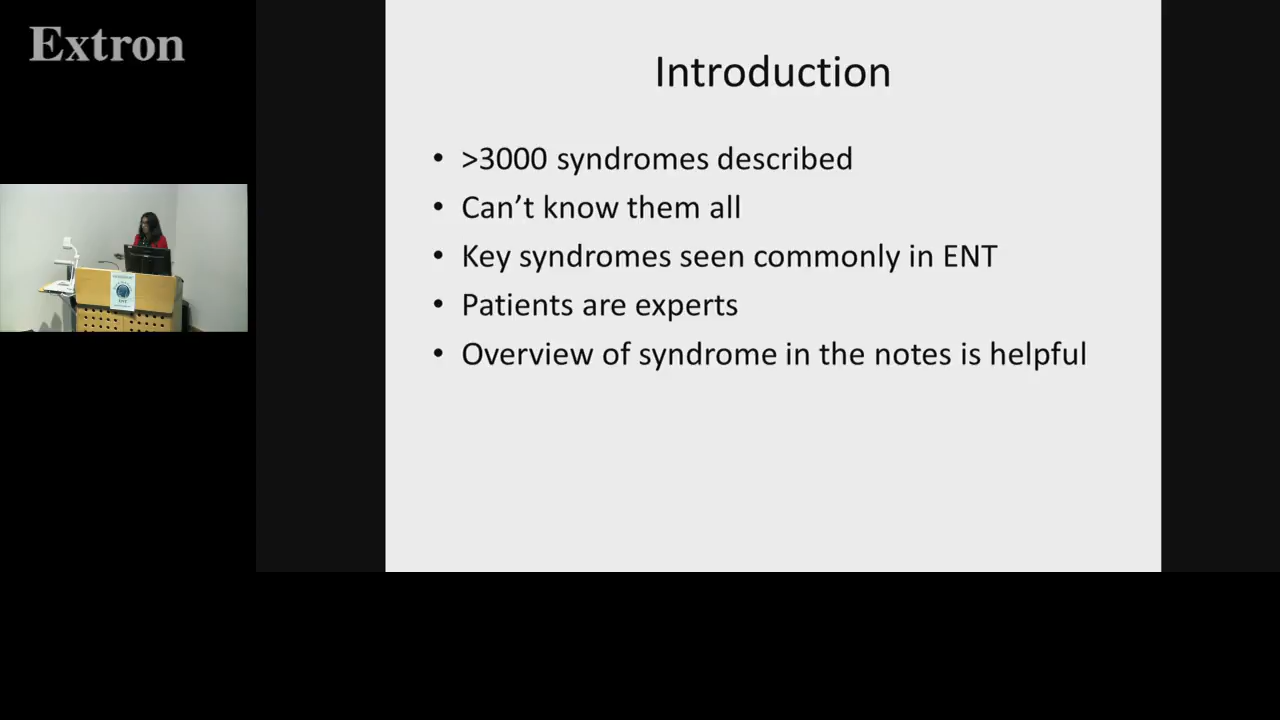 Extron
Introduction
• >3000 syndromes described
• Can’t know them all
• Key syndromes seen commonly in ENT
• Patients are experts
• Overview of syndrome in the notes is helpful